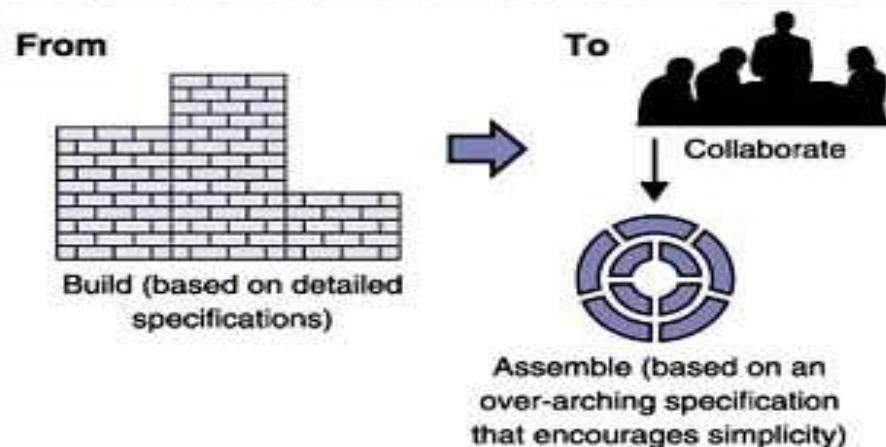 From
To
Build (based on detailed
specifications)
Collaborate
Assemble (based on an
over-arching specification
that encourages simplicity)